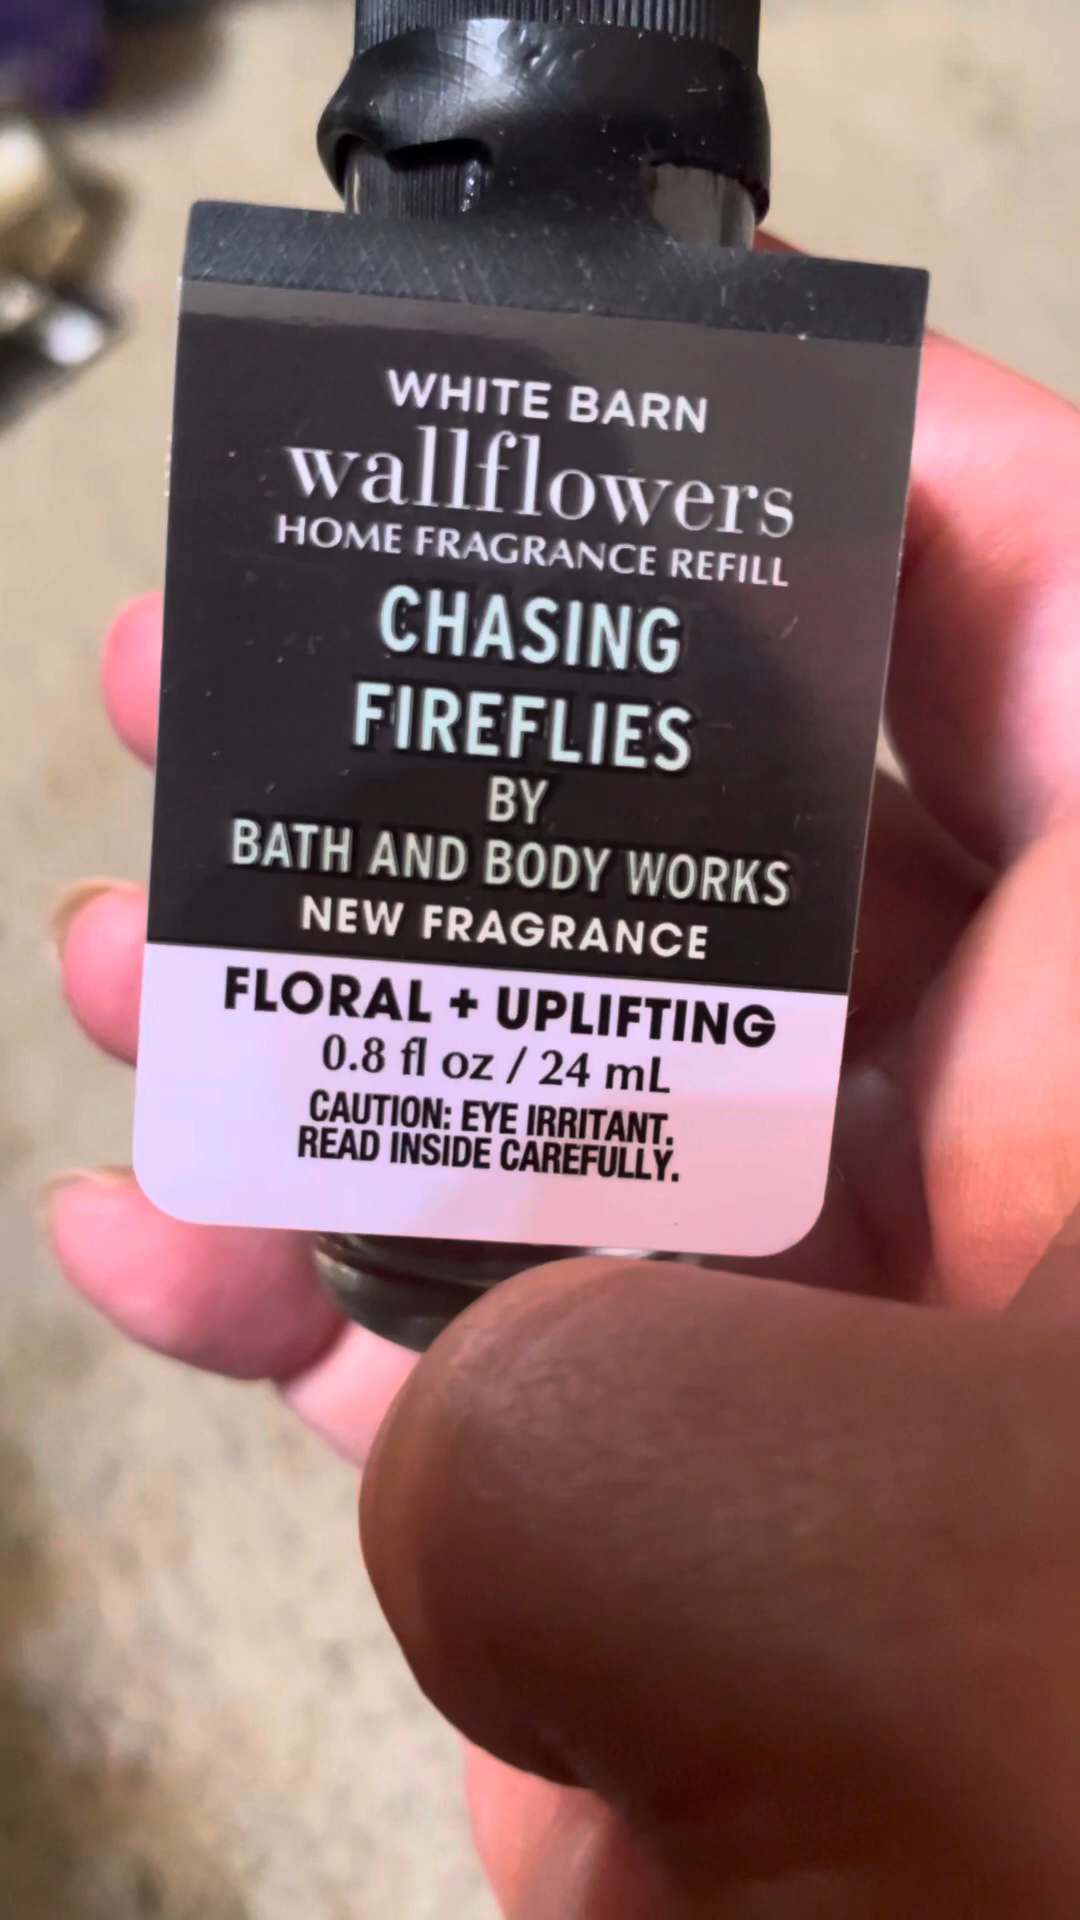 WHITE BARN
wallflowers
HOME FRAGRANCE REFILL
CHASING
FIREFLIES
BY
BATH AND BODY WORKS
NEW FRAGRANCE
FLORAL + UPLIFTING
0.8 fl oz / 24 mL
CAUTION: EYE IRRITANT.
READ INSIDE CAREFULLY.